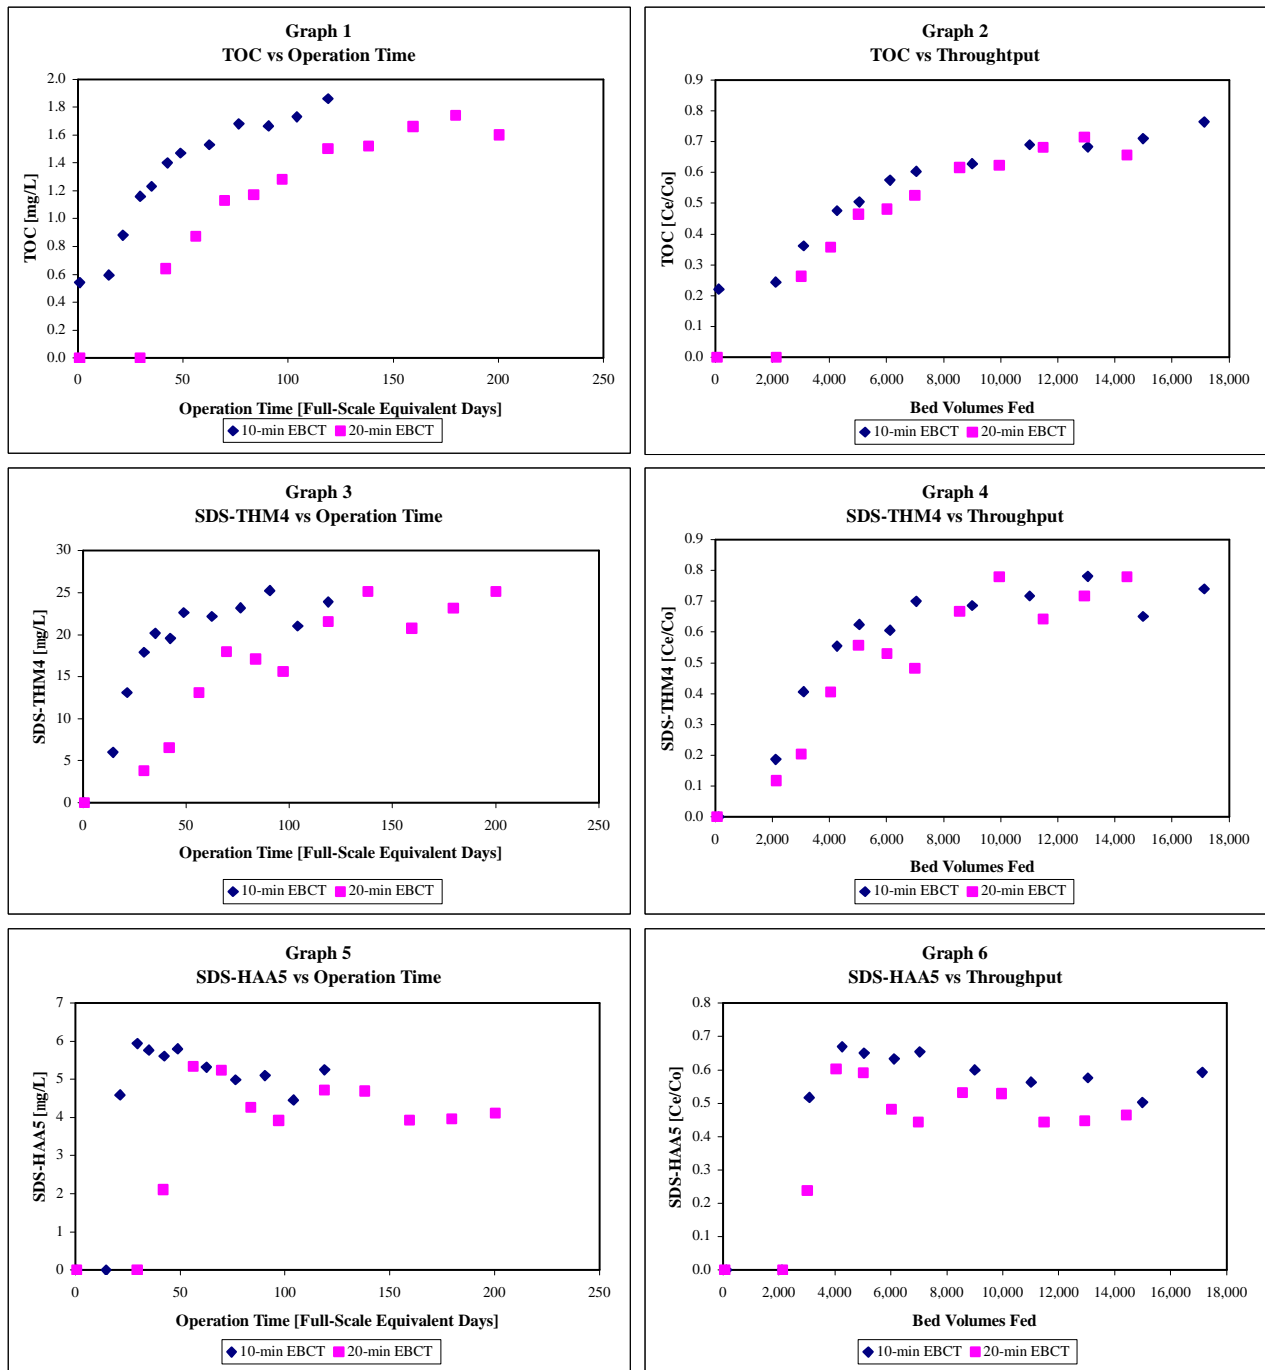 Graph 1
TOC vs Operation Time
TOC [mg/L]
2.0
1.8
1.6
1.4
1.2
1.0
0.8
0.6
0.4
0.2
0.0
0 50 100 150 200 250
Operation Time [Full-Scale Equivalent Days]
10-min EBCT 20-min EBCT
Graph 2
TOC vs Throughtput
TOC [Ce/Co]
0.9
0.8
0.7
0.6
0.5
0.4
0.3
0.2
0.1
0.0
0 2,000 4,000 6,000 8,000 10,000 12,000 14,000 16,000 18,000
Bed Volumes Fed
10-min EBCT 20-min EBCT
Graph 3
SDS-THM4 vs Operation Time
SDS-THM4 [mg/L]
30
25
20
15
10
5
0
0 50 100 150 200 250
Operation Time [Full-Scale Equivalent Days]
10-min EBCT 20-min EBCT
Graph 4
SDS-THM4 vs Throughput
SDS-THM4 [Ce/Co]
0.9
0.8
0.7
0.6
0.5
0.4
0.3
0.2
0.1
0.0
0 2,000 4,000 6,000 8,000 10,000 12,000 14,000 16,000 18,000
Bed Volumes Fed
10-min EBCT 20-min EBCT
Graph 5
SDS-HAA5 vs Operation Time
SDS-HAA5 [mg/L]
7
6
5
4
3
2
1
0
0 50 100 150 200 250
Operation Time [Full-Scale Equivalent Days]
10-min EBCT 20-min EBCT
Graph 6
SDS-HAA5 vs Throughput
SDS-HAA5 [Ce/Co]
0.8
0.7
0.6
0.5
0.4
0.3
0.2
0.1
0.0
0 2,000 4,000 6,000 8,000 10,000 12,000 14,000 16,000 18,000
Bed Volumes Fed
10-min EBCT 20-min EBCT